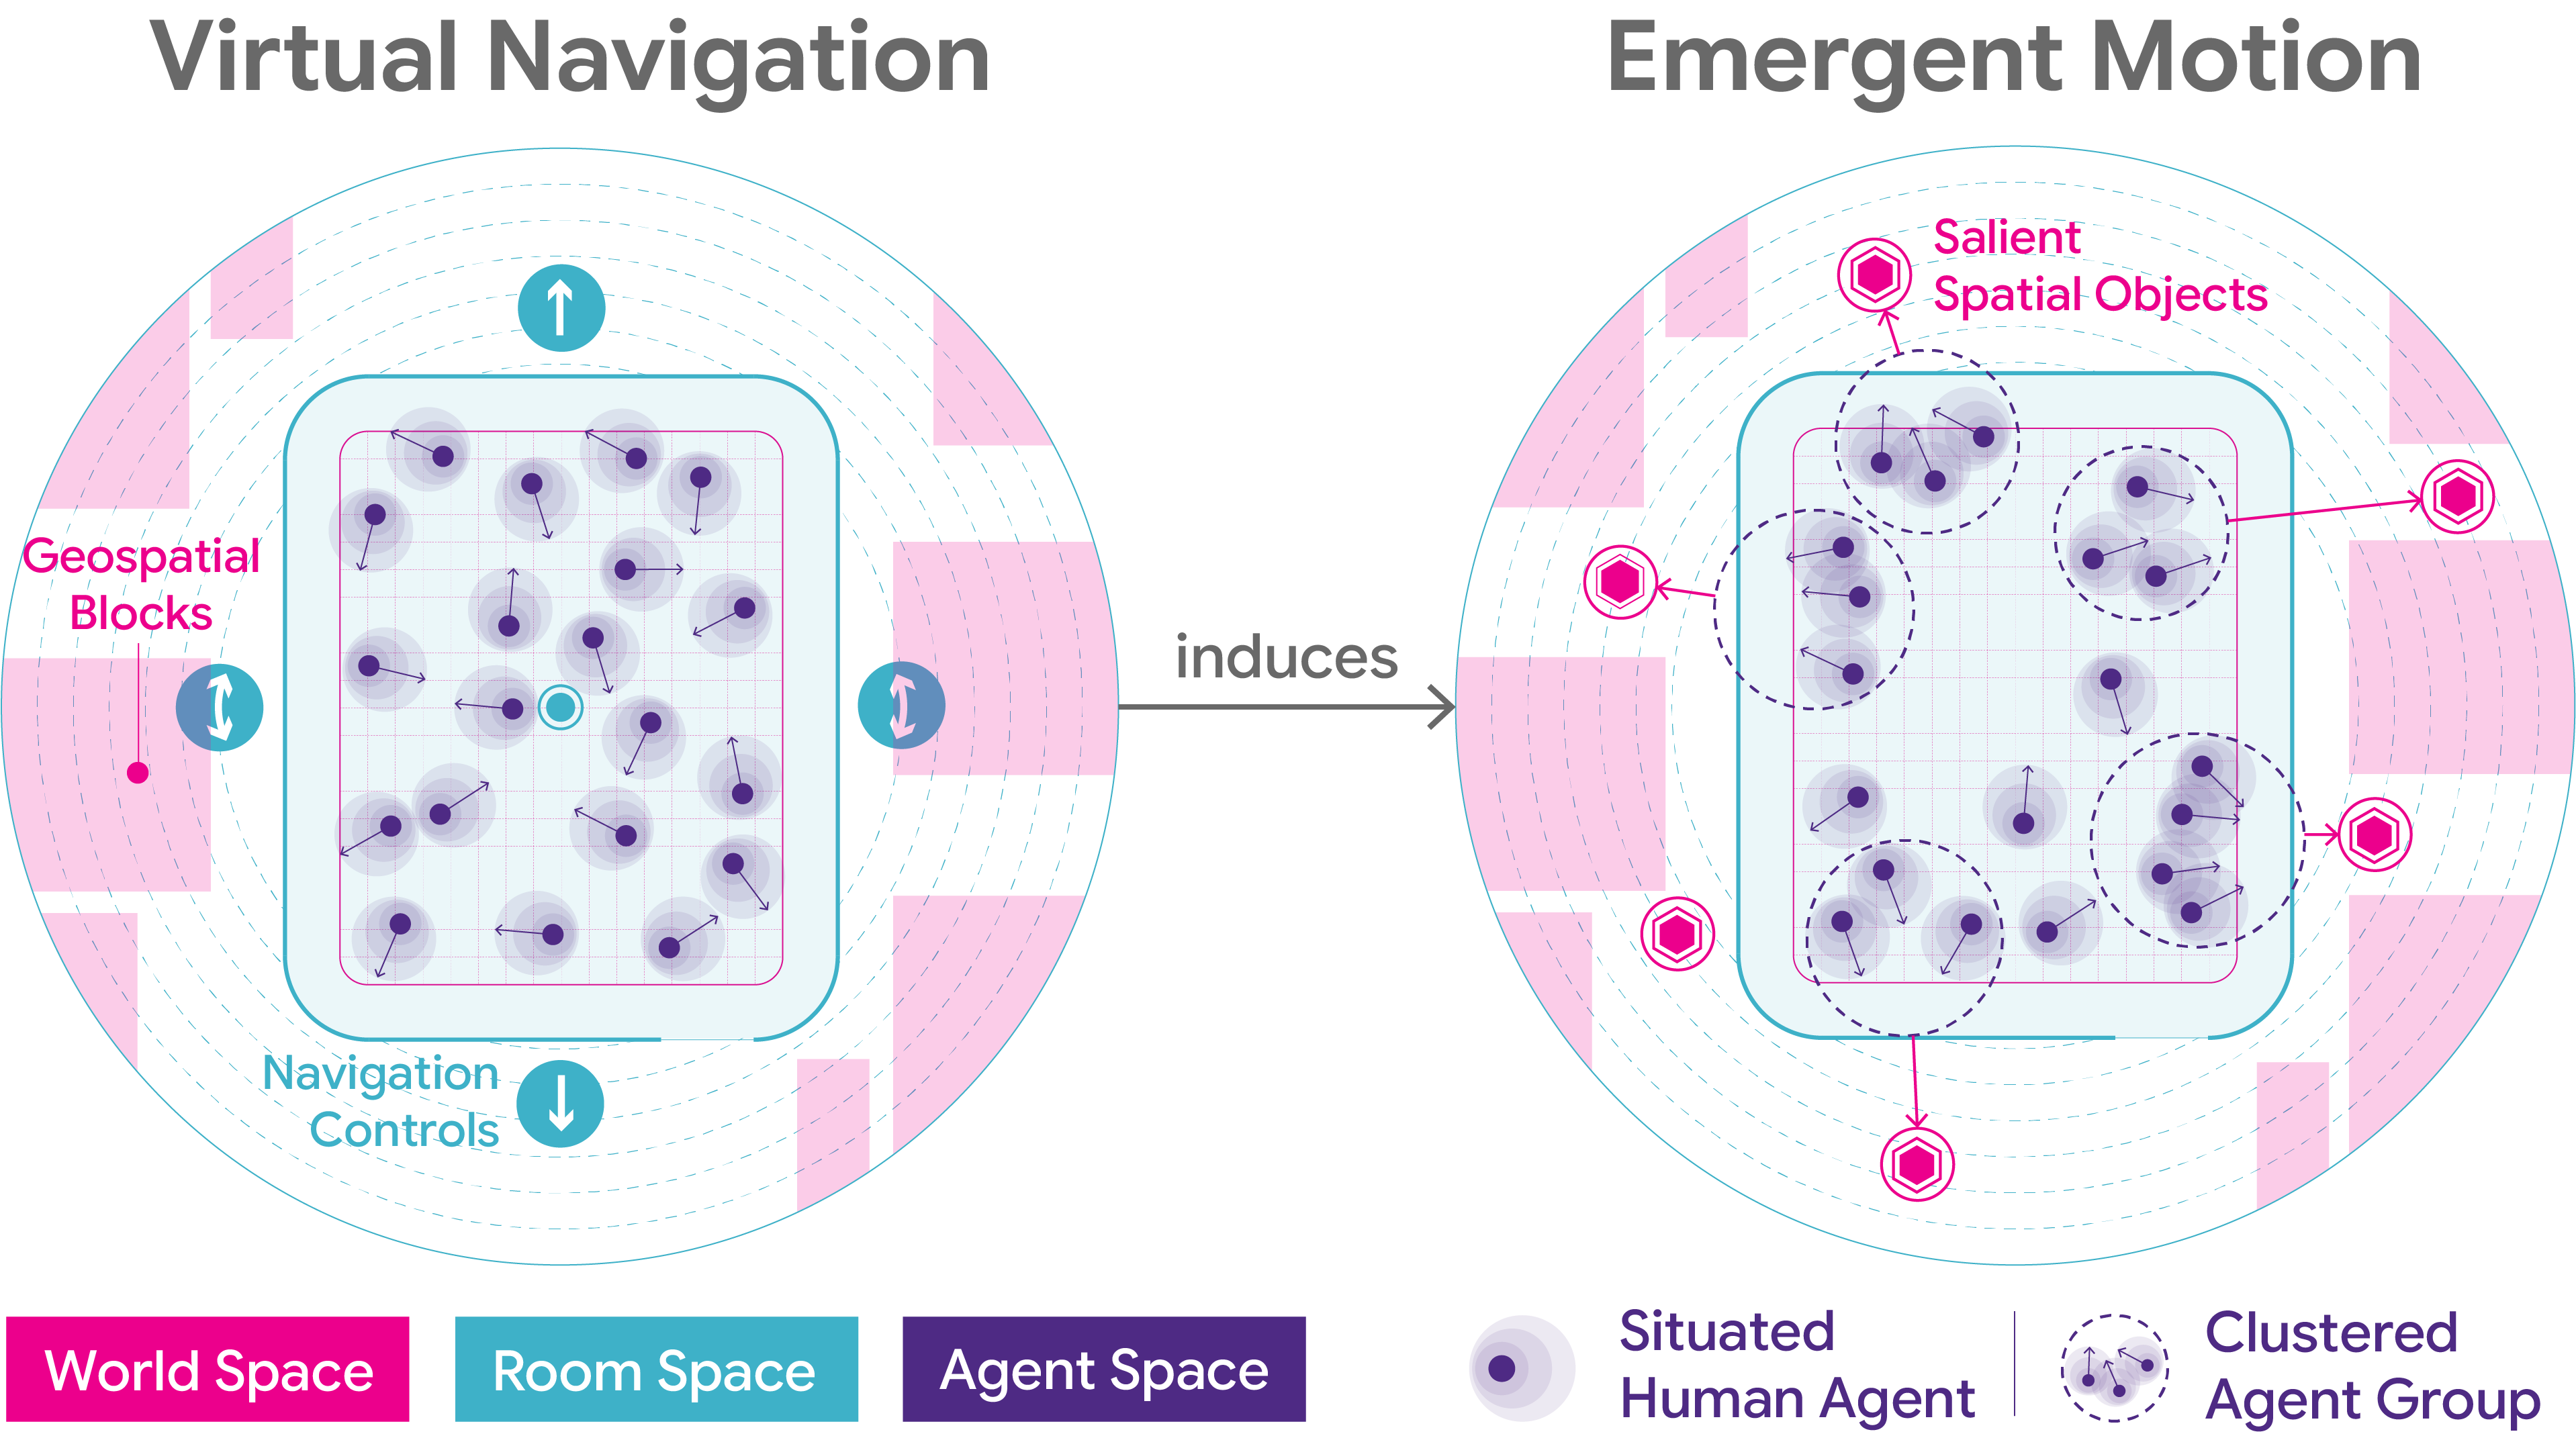 Virtual Navigation
Emergent Motion
Geospatial
Blocks
Navigation
Controls
induces
Salient
Spatial Objects
World Space
Room Space
Agent Space
Situated
Human Agent
Clustered
Agent Group